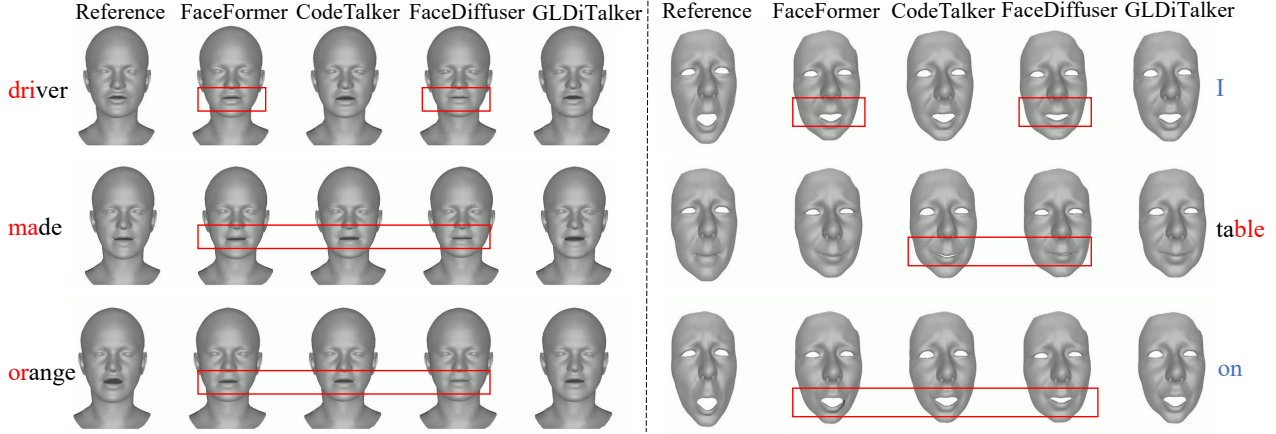 Reference FaceFormer CodeTalker FaceDiffuser GLDiTalker
driver
made
orange
Reference FaceFormer CodeTalker FaceDiffuser GLDiTalker
I
table
on